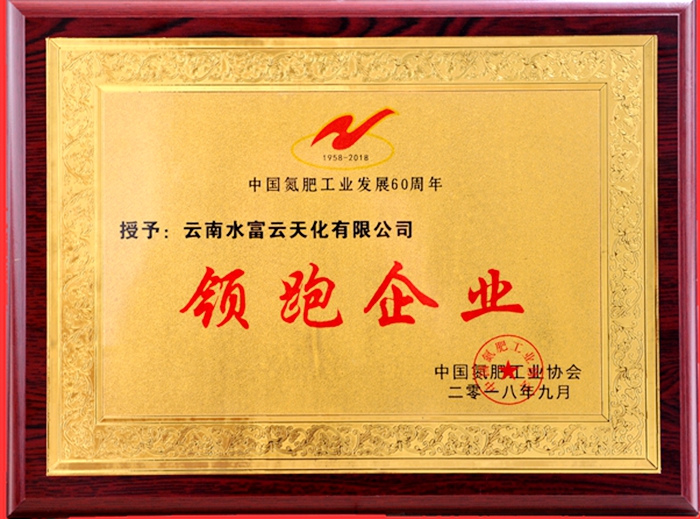 1958-2018
中国氮肥工业发展60周年
授予：云南水富云天化有限公司
领跑企业
中国氮肥工业协会
二零一八年九月